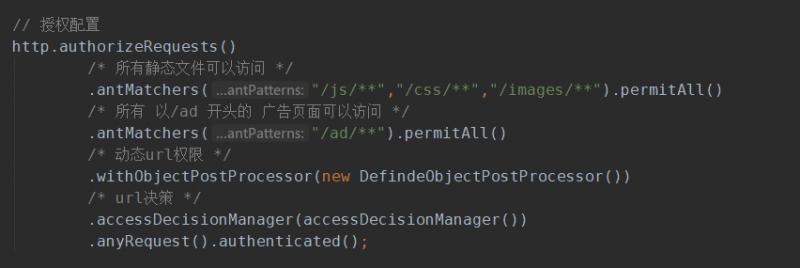 // 授权配置
http.authorizeRequests()
/* 所有静态文件可以访问 */
.antMatchers( ...antPatterns: "/js/**","/css/**","/images/**").permitAll()
/* 所有 以/ad 开头的 广告页面可以访问 */
.antMatchers( ...antPatterns: "/ad/**").permitAll()
/* 动态url权限 */
.withObjectPostProcessor(new DefindeObjectPostProcessor())
/* url决策 */
.accessDecisionManager(accessDecisionManager())
.anyRequest().authenticated();